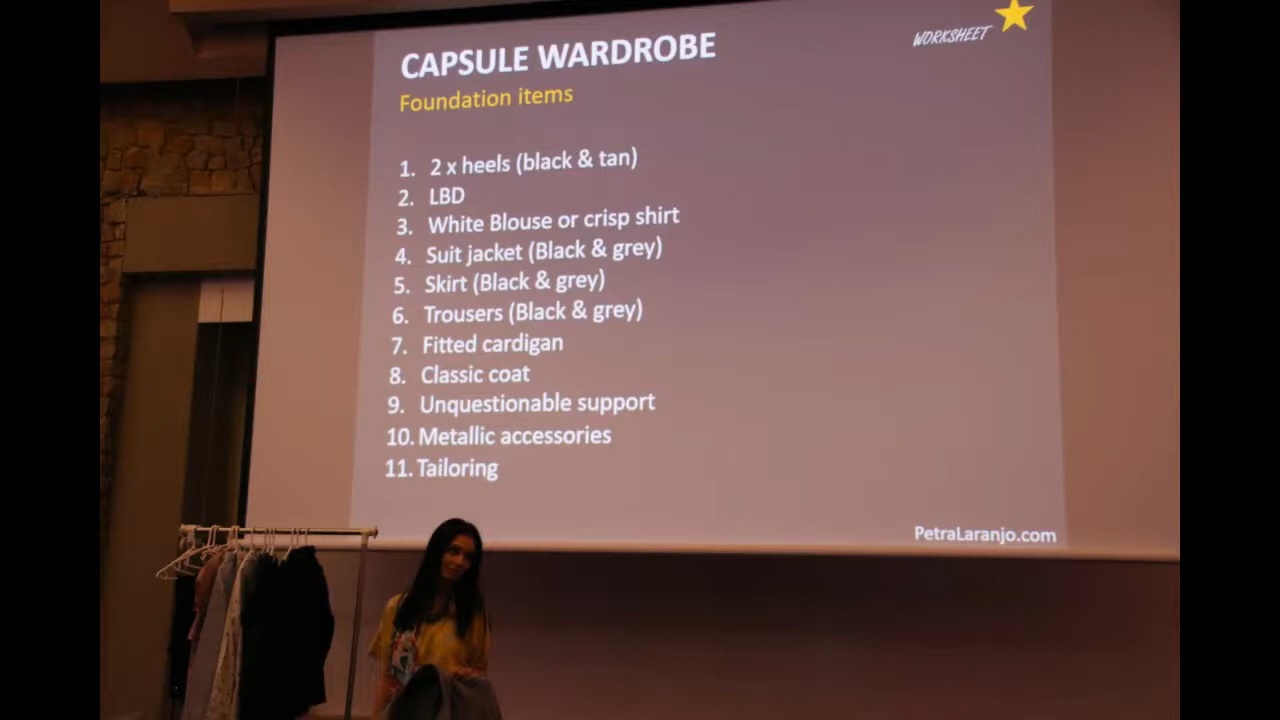 CAPSULE WARDROBE
WORKSHEET
Foundation items
1. 2 x heels (black & tan)
2. LBD
3. White Blouse or crisp shirt
4. Suit jacket (Black & grey)
5. Skirt (Black & grey)
6. Trousers (Black & grey)
7. Fitted cardigan
8. Classic coat
9. Unquestionable support
10. Metallic accessories
11. Tailoring
PetraLaranjo.com